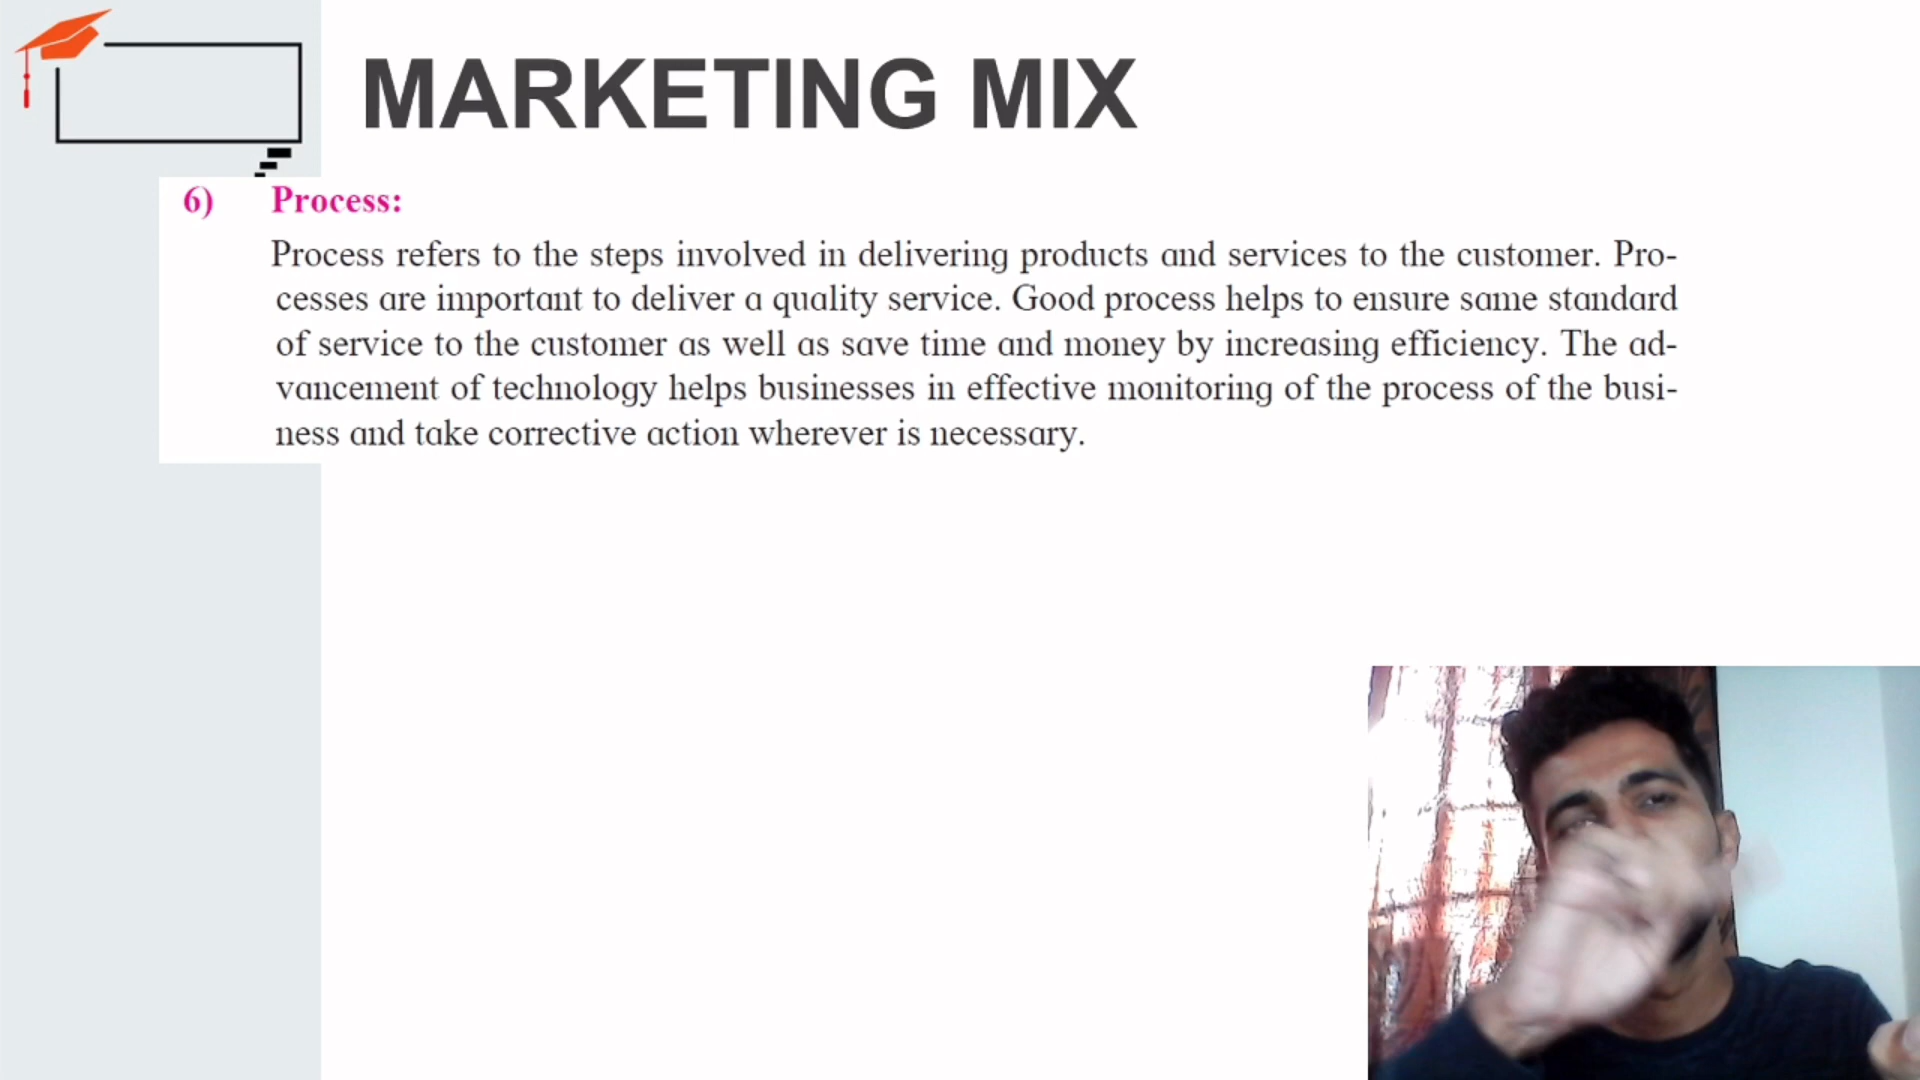 MARKETING MIX
6) Process:
Process refers to the steps involved in delivering products and services to the customer. Pro-
cesses are important to deliver a quality service. Good process helps to ensure same standard
of service to the customer as well as save time and money by increasing efficiency. The ad-
vancement of technology helps businesses in effective monitoring of the process of the busi-
ness and take corrective action wherever is necessary.